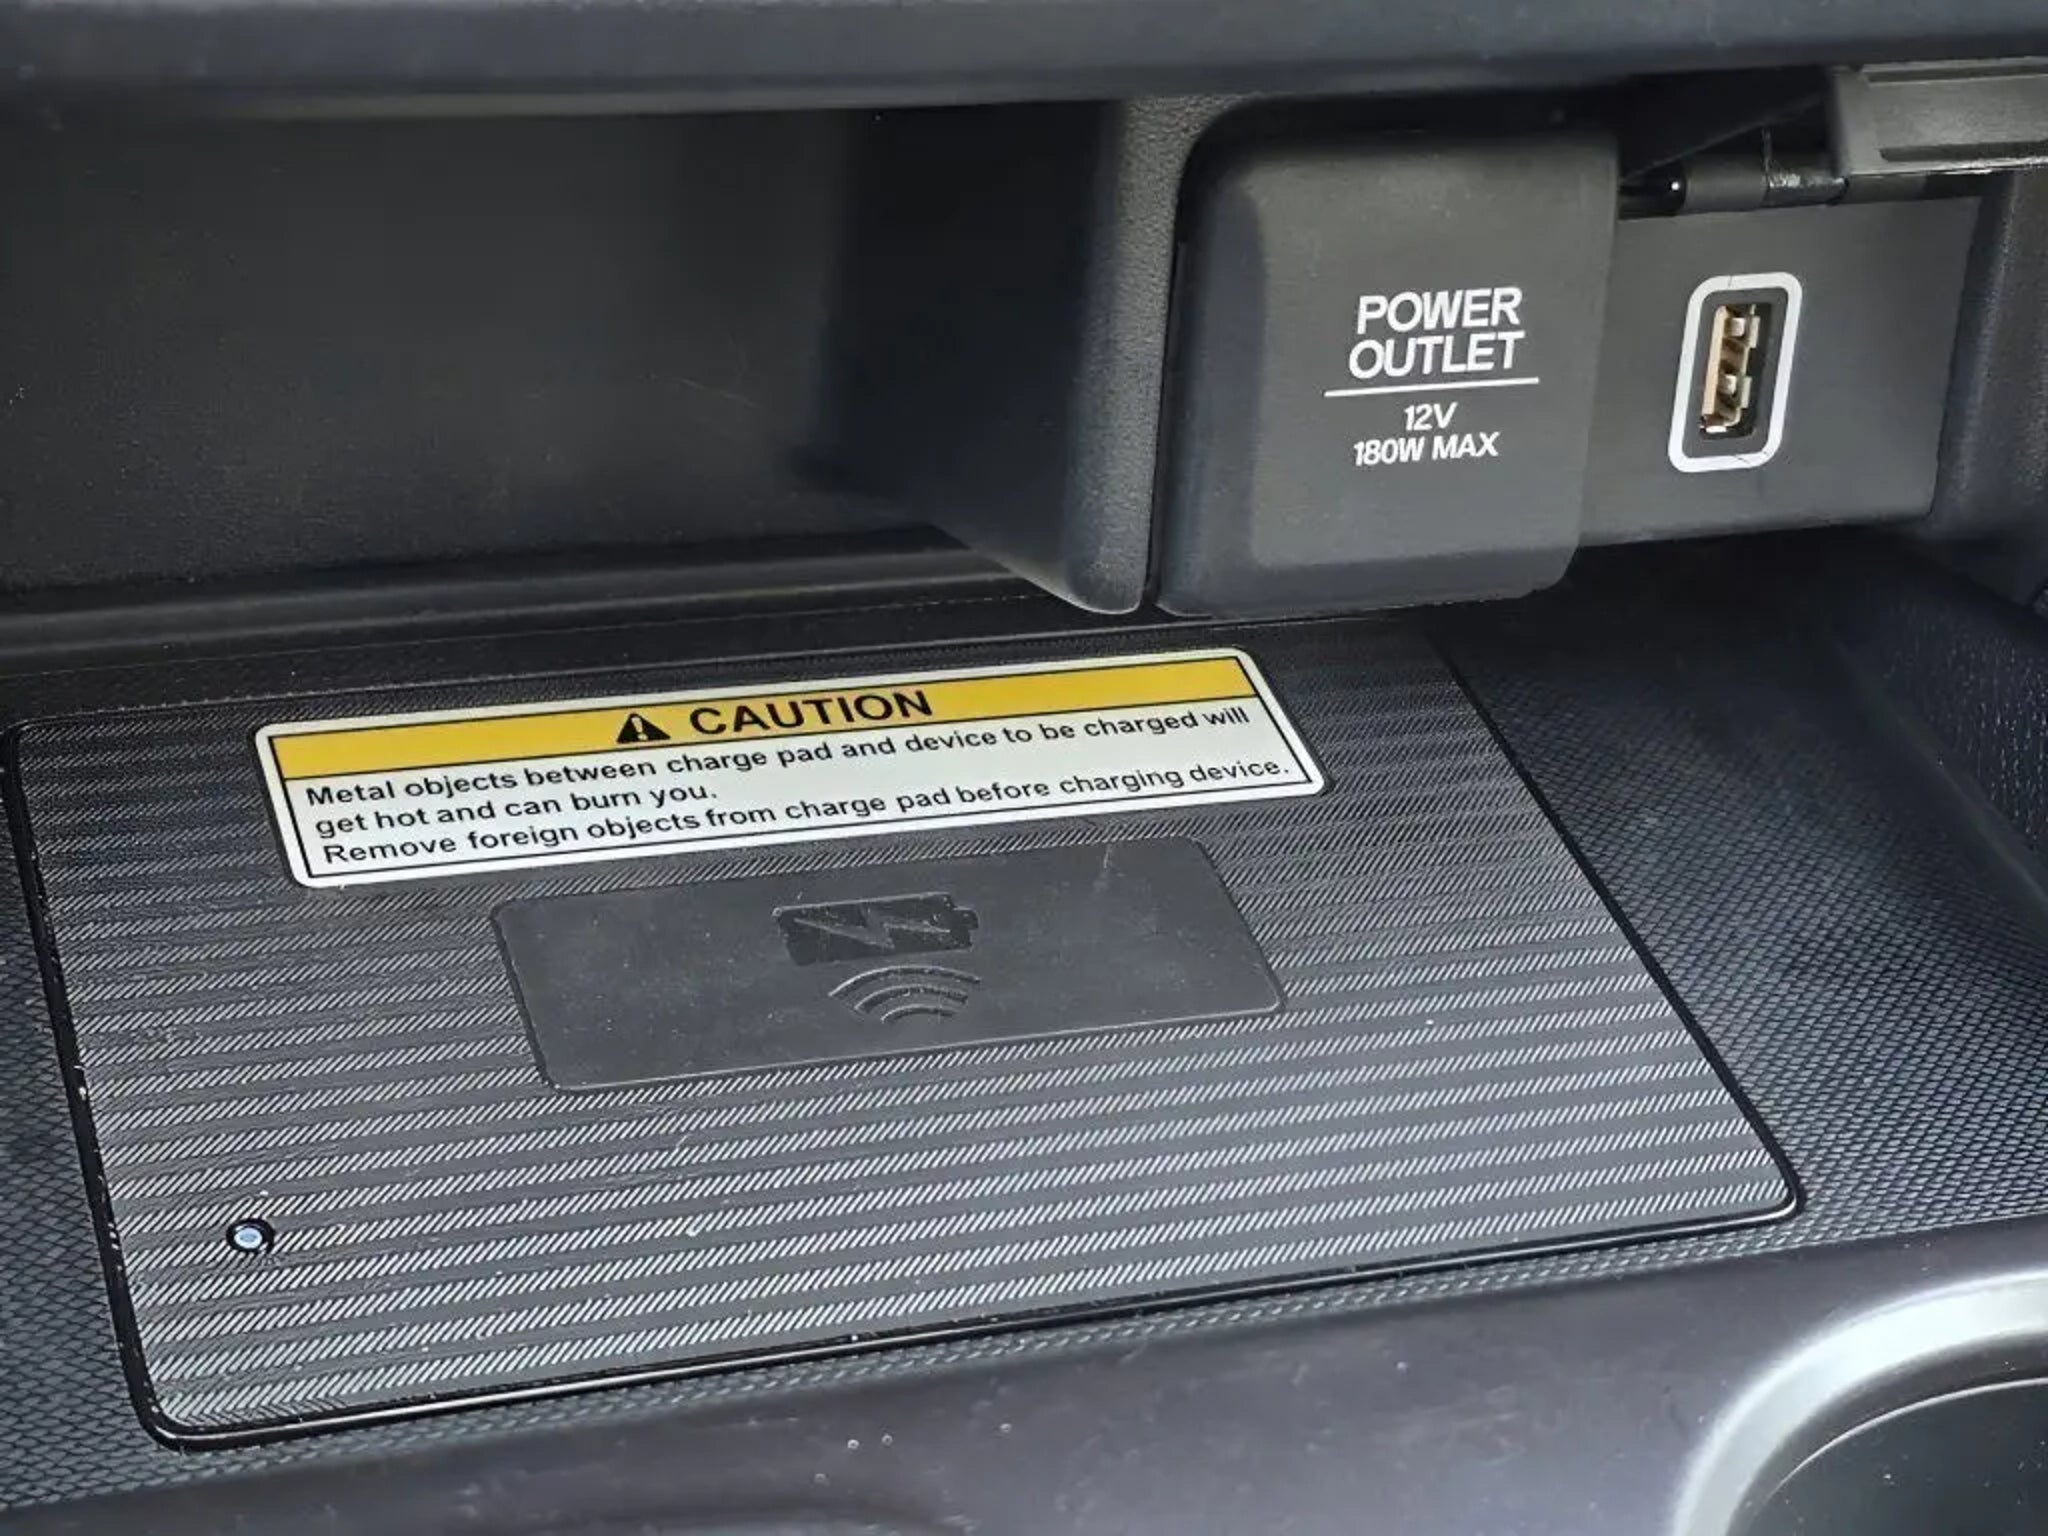 POWER
OUTLET
12V
180W MAX
CAUTION
Metal objects between charge pad and device to be charged will
get hot and can burn you.
Remove foreign objects from charge pad before charging device.